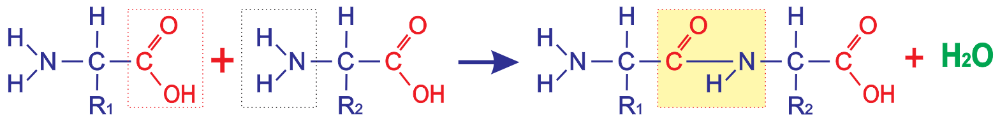 H H O H H O H O H O
H N C C + H N C C → H N C C N C C + H₂O
H R₁ OH H R₂ OH H R₁ H R₂ OH